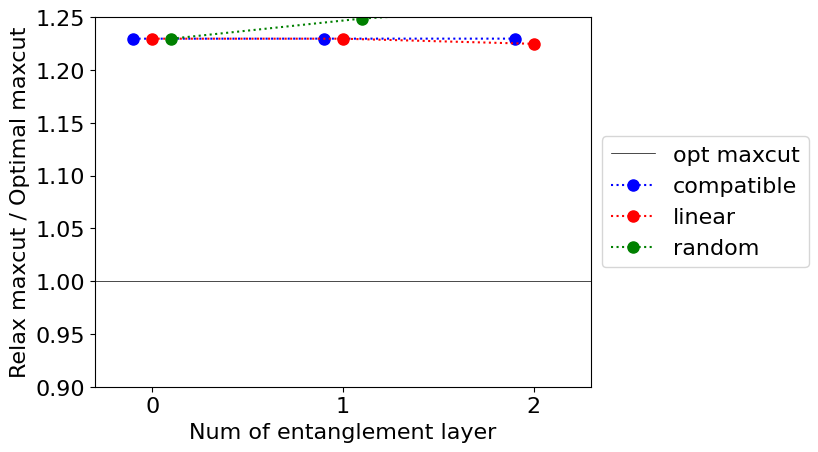 Relax maxcut / Optimal maxcut
1.25
1.20
1.15
1.10
1.05
1.00
0.95
0.90
0
1
2
Num of entanglement layer
opt maxcut
compatible
linear
random